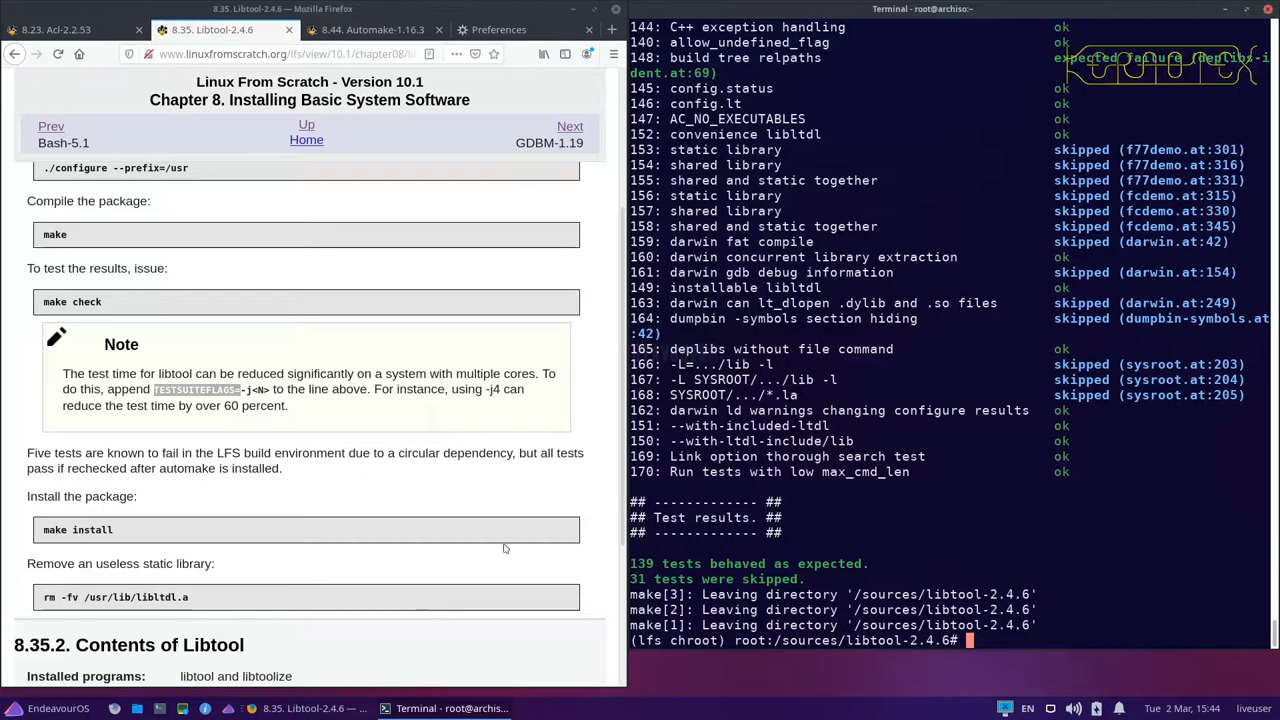 8.35. Libtool-2.4.6 — Mozilla Firefox
8.23. Acl-2.2.53
8.35. Libtool-2.4.6
8.44. Automake-1.16.3
Preferences
www.linuxfromscratch.org/lfs/view/10.1/chapter08/li
Linux From Scratch - Version 10.1
Chapter 8. Installing Basic System Software
Prev
Up
Next
Bash-5.1
Home
GDBM-1.19
./configure --prefix=/usr
Compile the package:
make
To test the results, issue:
make check
Note
The test time for libtool can be reduced significantly on a system with multiple cores. To
do this, append TESTSUITEFLAGS=-j<N> to the line above. For instance, using -j4 can
reduce the test time by over 60 percent.
Five tests are known to fail in the LFS build environment due to a circular dependency, but all tests
pass if rechecked after automake is installed.
Install the package:
make install
Remove an useless static library:
rm -fv /usr/lib/libltdl.a
8.35.2. Contents of Libtool
Installed programs: libtool and libtoolize
Terminal - root@archiso:~
144: C++ exception handling ok
140: allow_undefined_flag ok
148: build tree relpaths expected failure (deplibs-i
dent.at:69)
145: config.status ok
146: config.lt ok
147: AC_NO_EXECUTABLES ok
152: convenience libltdl ok
153: static library skipped (f77demo.at:301)
154: shared library skipped (f77demo.at:316)
155: shared and static together skipped (f77demo.at:331)
156: static library skipped (fcdemo.at:315)
157: shared library skipped (fcdemo.at:330)
158: shared and static together skipped (fcdemo.at:345)
159: darwin fat compile skipped (darwin.at:42)
160: darwin concurrent library extraction ok
161: darwin gdb debug information skipped (darwin.at:154)
149: installable libltdl ok
163: darwin can lt_dlopen .dylib and .so files skipped (darwin.at:249)
164: dumpbin -symbols section hiding skipped (dumpbin-symbols.at
:42)
165: deplibs without file command ok
166: -L=.../lib -l skipped (sysroot.at:203)
167: -L SYSROOT/.../lib -l skipped (sysroot.at:204)
168: SYSROOT/.../*.la skipped (sysroot.at:205)
162: darwin ld warnings changing configure results ok
151: --with-included-ltdl ok
150: --with-ltdl-include/lib ok
169: Link option thorough search test ok
170: Run tests with low max_cmd_len ok
## ------------- ##
## Test results. ##
## ------------- ##
139 tests behaved as expected.
31 tests were skipped.
make[3]: Leaving directory '/sources/libtool-2.4.6'
make[2]: Leaving directory '/sources/libtool-2.4.6'
make[1]: Leaving directory '/sources/libtool-2.4.6'
(lfs chroot) root:/sources/libtool-2.4.6#
EndeavourOS
8.35. Libtool-2.4.6 — ...
Terminal - root@archis...
EN
Tue 2 Mar, 15:44
liveuser